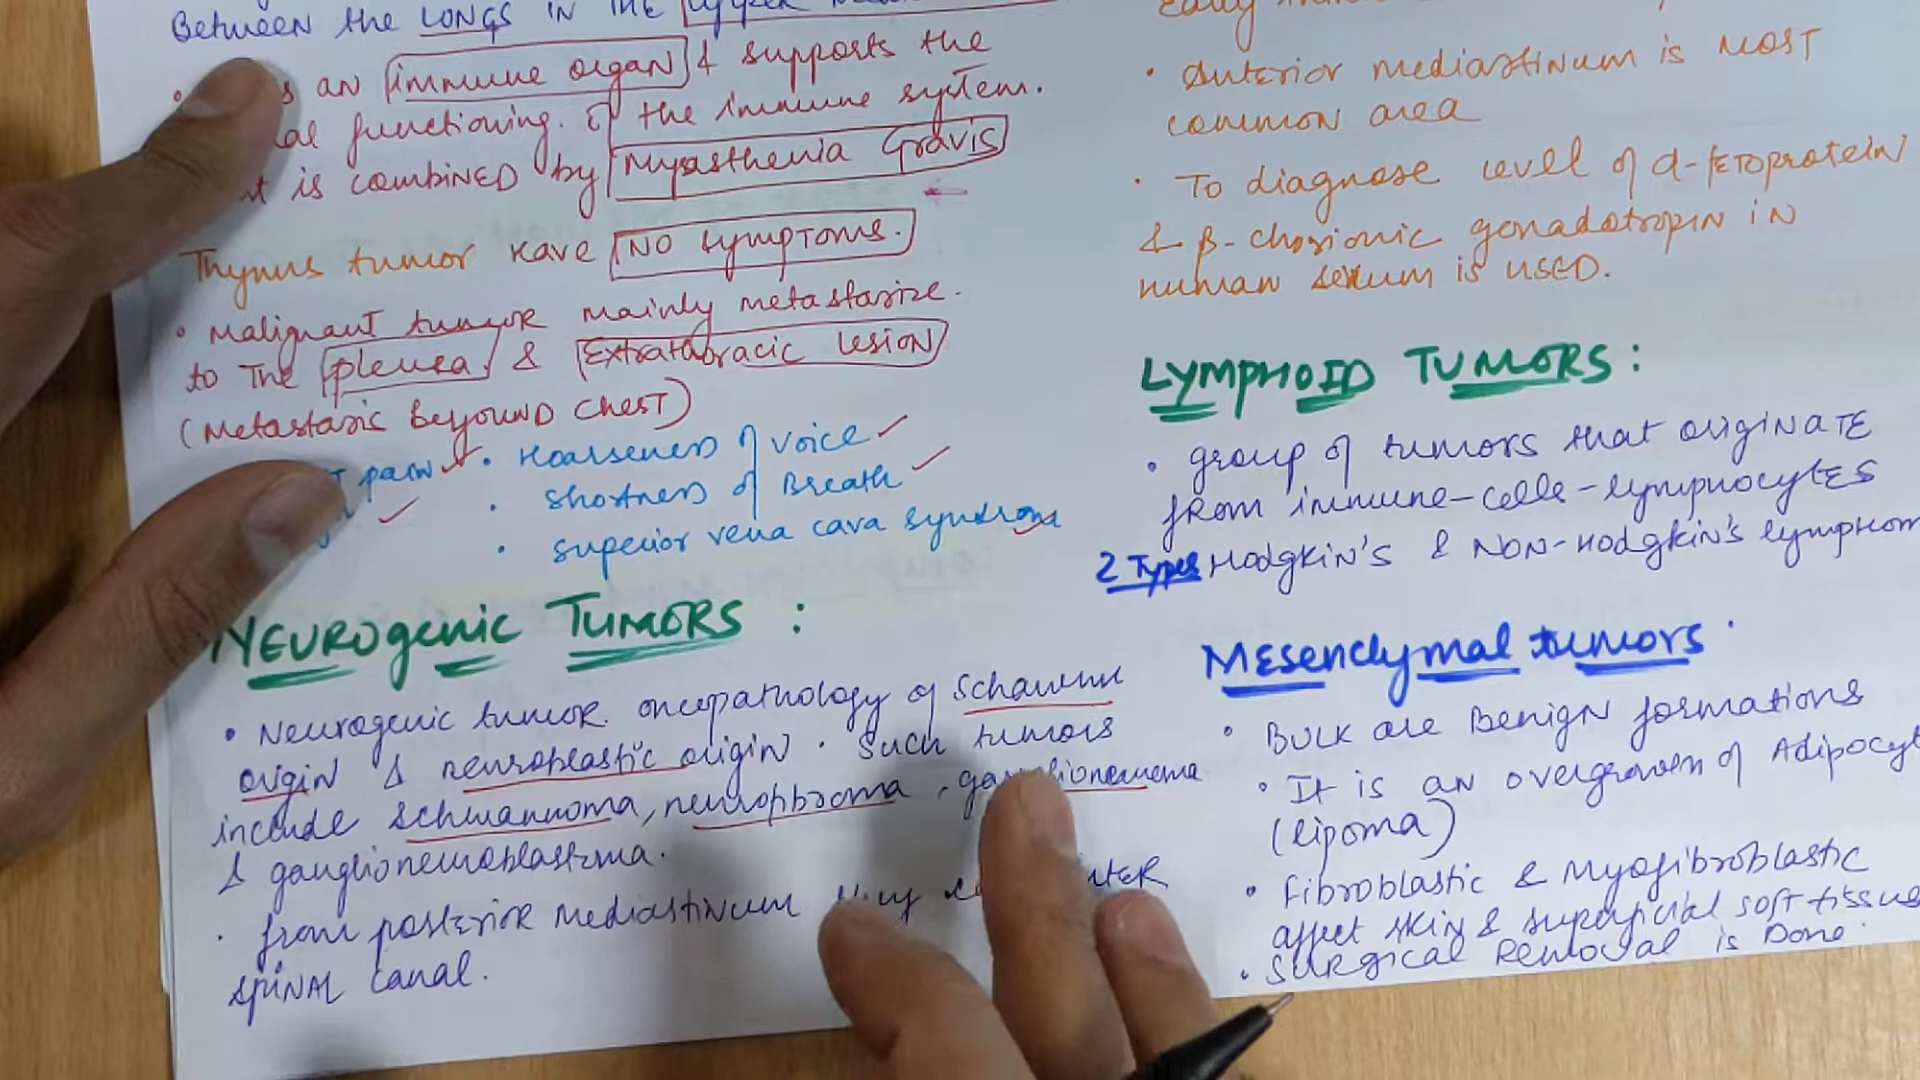 Between the LUNGS IN THE upper
AN immune organ & supports the
functioning of the immune system.
is combined by Myasthenia Gravis
Thymus tumor have NO symptoms.
• Malignant tumor mainly metastasize
to The pleura & Extrathoracic lesion
(Metastasis Beyound Chest)
pain • Hoarseness of voice
• shortness of Breath
• superior vena cava syndrome
NEUROgenic TUMORS :
• Neurogenic tumor oncopathology of Schawnn
origin & neuroblastic origin. Such tumors
include schwannoma, neurofibroma,
& ganglioneuroblastoma.
• from posterior mediastinum
spinal canal.
Early
• Anterior mediastinum is MOST
common area
• To diagnose level of α-fetoprotein
& β-chorionic gonadotropin in
human serum is used.
LYMPHOID TUMORS :
• group of tumors that originate
from immune-cells-lymphocytes
2 Types Hodgkin's & NON-Hodgkin's lymphom
Mesenchymal tumors
• BULK are Benign formations
• It is an overgrown of Adipocyt
(lipoma)
• Fibroblastic & Myofibroblastic
affect skin & superficial soft tissue
• Surgical Removal is Done.